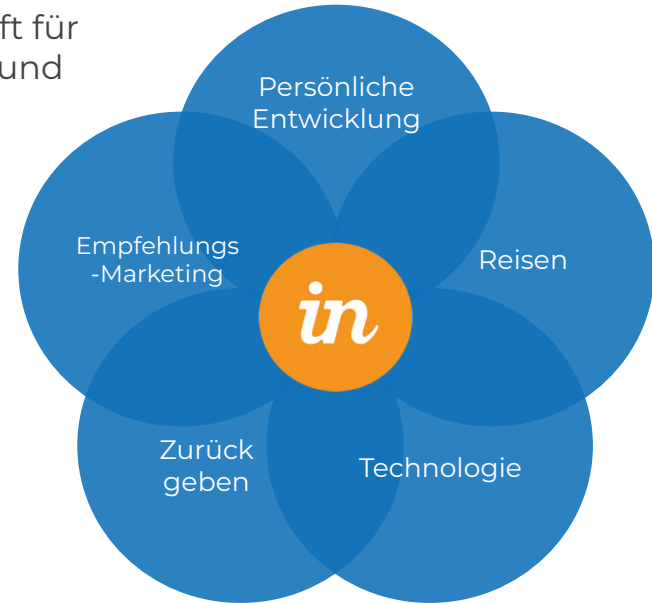 ft für
und
Persönliche
Entwicklung
Empfehlungs
-Marketing
Reisen
in
Zurück
geben
Technologie